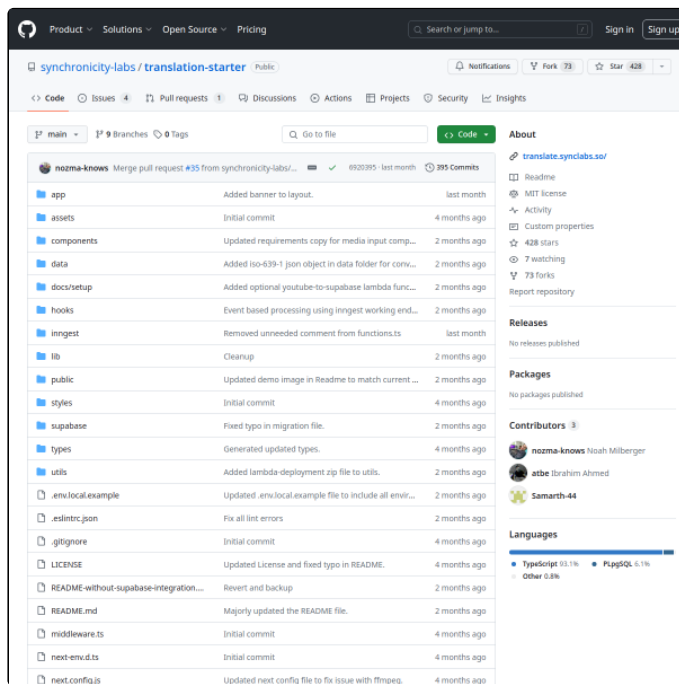 Product Solutions Open Source Pricing Search or jump to... / Sign in Sign up
synchronicity-labs / translation-starter Public Notifications Fork 73 Star 428
Code Issues 4 Pull requests 1 Discussions Actions Projects Security Insights
main 9 Branches 0 Tags Go to file Code
nozma-knows Merge pull request #35 from synchronicity-labs/... 6920395 · last month 395 Commits
app Added banner to layout. last month
assets Initial commit 4 months ago
components Updated requirements copy for media input comp... 2 months ago
data Added iso-639-1 json object in data folder for conv... 2 months ago
docs/setup Added optional youtube-to-supabase lambda func... 2 months ago
hooks Event based processing using inngest working end... 2 months ago
inngest Removed unneeded comment from functions.ts last month
lib Cleanup 2 months ago
public Updated demo image in Readme to match current ... 2 months ago
styles Initial commit 4 months ago
supabase Fixed typo in migration file. 2 months ago
types Generated updated types. 4 months ago
utils Added lambda-deployment zip file to utils. 2 months ago
.env.local.example Updated .env.local.example file to include all envir... 2 months ago
.eslintrc.json Fix all lint errors 2 months ago
.gitignore Initial commit 4 months ago
LICENSE Updated License and fixed typo in README. 4 months ago
README-without-supabase-integration.... Revert and backup 2 months ago
README.md Majorly updated the README file. 2 months ago
middleware.ts Initial commit 4 months ago
next-env.d.ts Initial commit 4 months ago
next.config.js Updated next config file to fix issue with ffmpeg. 2 months ago
About
translate.synclabs.so/
Readme
MIT license
Activity
Custom properties
428 stars
7 watching
73 forks
Report repository
Releases
No releases published
Packages
No packages published
Contributors 3
nozma-knows Noah Milberger
atbe Ibrahim Ahmed
Samarth-44
Languages
TypeScript 93.1% PLpgSQL 6.1%
Other 0.8%